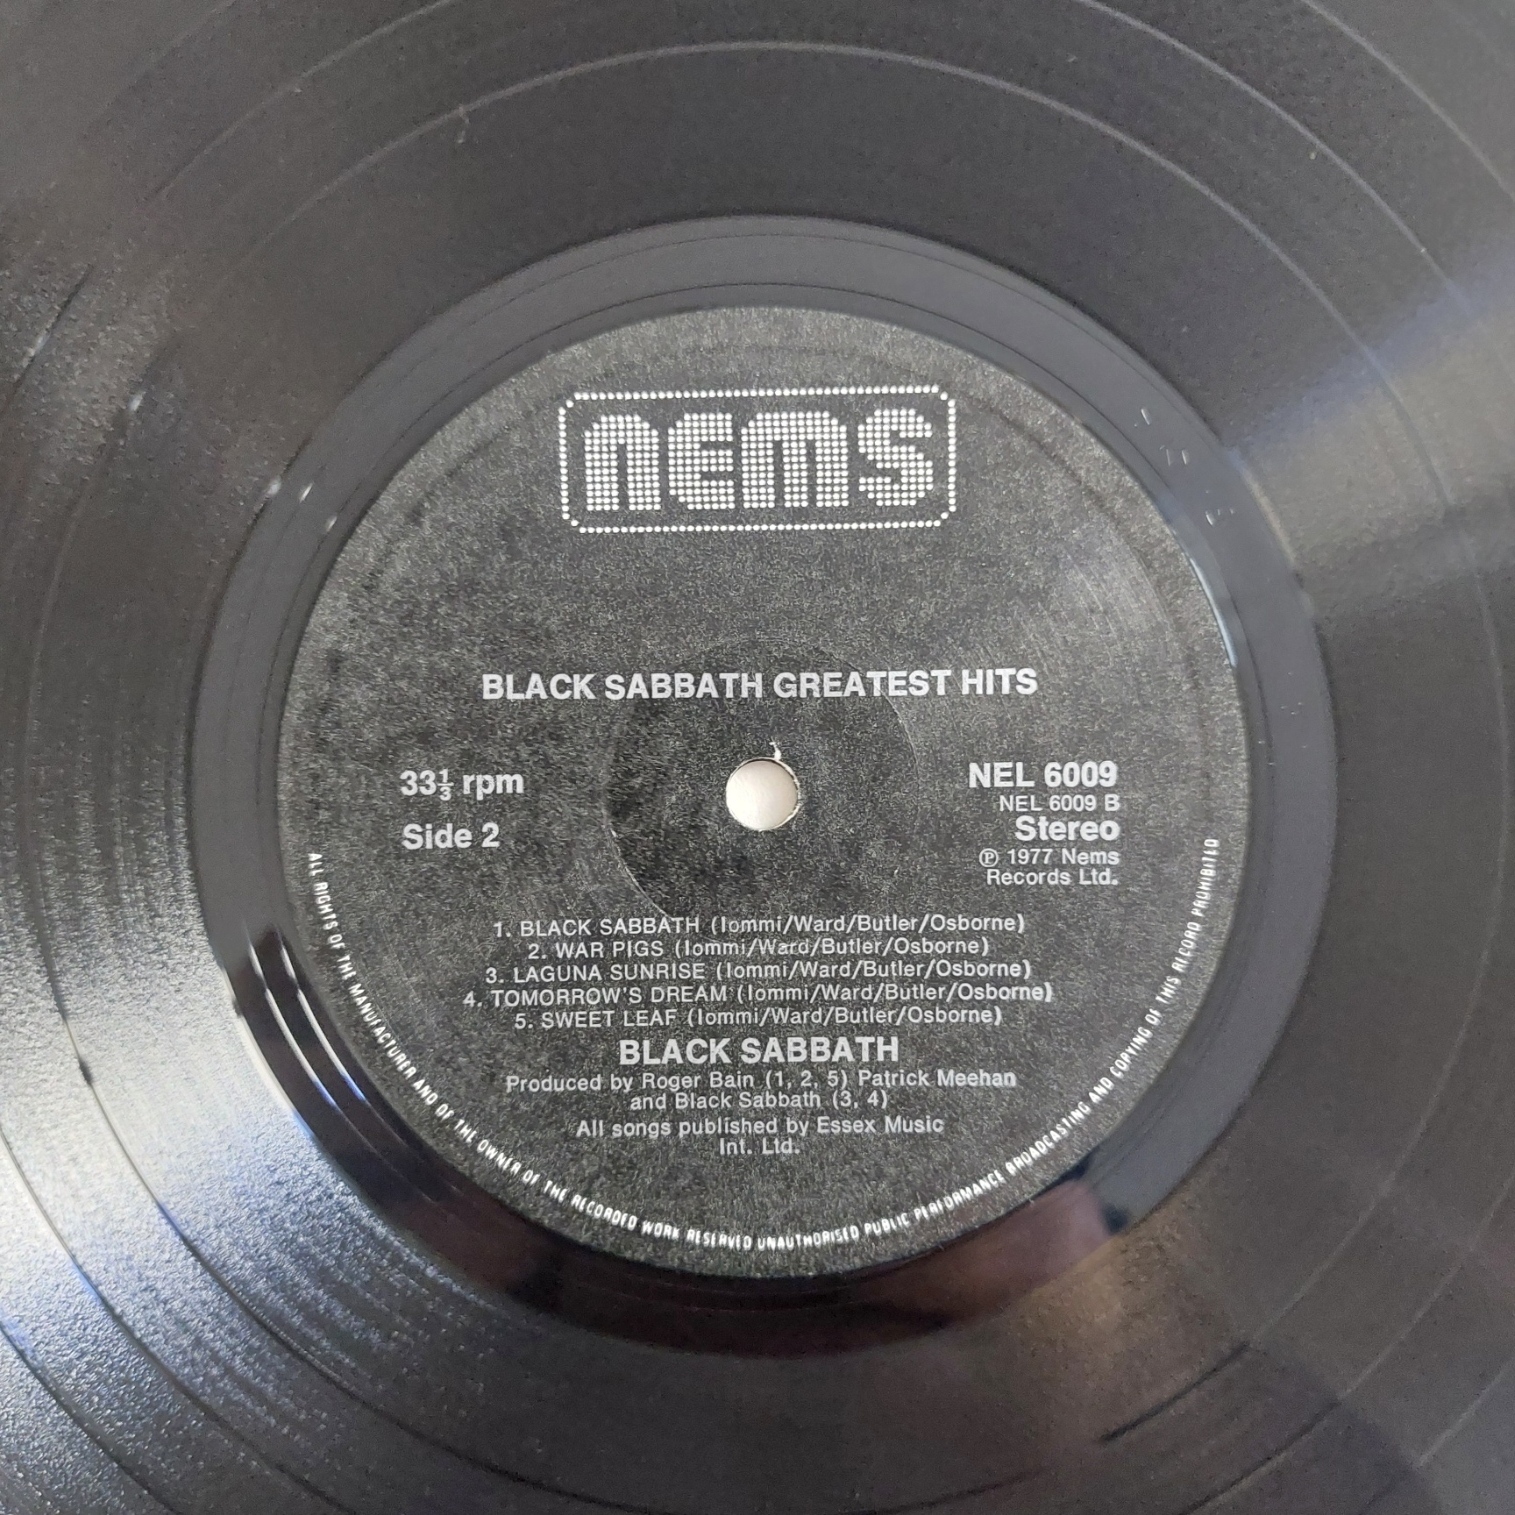 nems
BLACK SABBATH GREATEST HITS
33⅓ rpm
Side 2
NEL 6009
NEL 6009 B
Stereo
℗ 1977 Nems
Records Ltd.
1. BLACK SABBATH (Iommi/Ward/Butler/Osborne)
2. WAR PIGS (Iommi/Ward/Butler/Osborne)
3. LAGUNA SUNRISE (Iommi/Ward/Butler/Osborne)
4. TOMORROW'S DREAM (Iommi/Ward/Butler/Osborne)
5. SWEET LEAF (Iommi/Ward/Butler/Osborne)
BLACK SABBATH
Produced by Roger Bain (1, 2, 5) Patrick Meehan
and Black Sabbath (3, 4)
All songs published by Essex Music
Int. Ltd.
ALL RIGHTS OF THE MANUFACTURER AND OF THE OWNER OF THE RECORDED WORK RESERVED UNAUTHORISED PUBLIC PERFORMANCE BROADCASTING AND COPYING OF THIS RECORD PROHIBITED